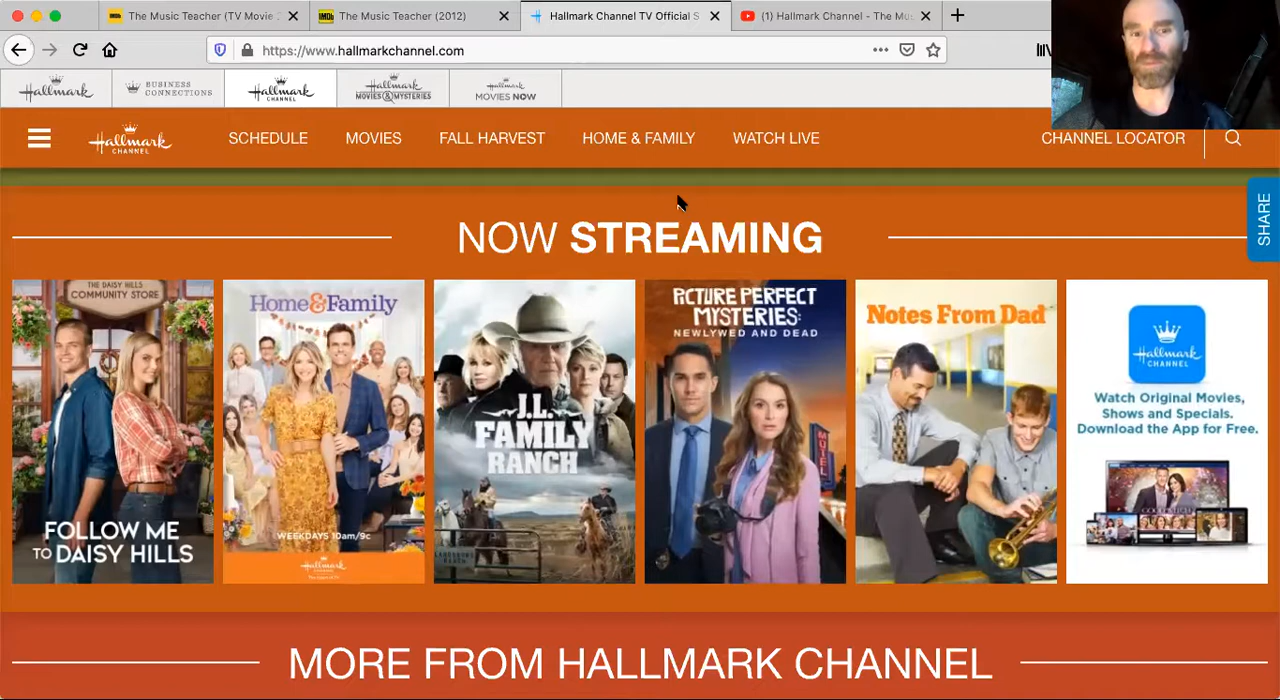 The Music Teacher (TV Movie 2
The Music Teacher (2012)
Hallmark Channel TV Official S
(1) Hallmark Channel - The Mu
https://www.hallmarkchannel.com
Hallmark
BUSINESS
CONNECTIONS
Hallmark
CHANNEL
Hallmark
MOVIES & MYSTERIES
Hallmark
MOVIES NOW
Hallmark
CHANNEL
SCHEDULE
MOVIES
FALL HARVEST
HOME & FAMILY
WATCH LIVE
CHANNEL LOCATOR
SHARE
NOW STREAMING
THE DAISY HILLS
COMMUNITY STORE
FOLLOW ME
TO DAISY HILLS
Home & Family
WEEKDAYS 10am/9c
Hallmark
CHANNEL
J.L.
FAMILY
RANCH
PICTURE PERFECT
MYSTERIES:
NEWLYWED AND DEAD
MOTEL
Notes From Dad
Hallmark
CHANNEL
Watch Original Movies,
Shows and Specials.
Download the App for Free.
MORE FROM HALLMARK CHANNEL